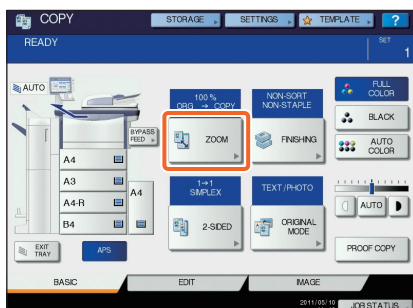 COPY
STORAGE
SETTINGS
TEMPLATE
?
READY
SET
1
AUTO
100 %
ORG → COPY
NON-SORT
NON-STAPLE
FULL
COLOR
BYPASS
FEED
ZOOM
FINISHING
BLACK
AUTO
COLOR
A4
A3
A4-R
B4
A4
1→1
SIMPLEX
TEXT/PHOTO
2-SIDED
ORIGINAL
MODE
AUTO
EXIT
TRAY
APS
PROOF COPY
BASIC
EDIT
IMAGE
2011/05/10
JOB STATUS